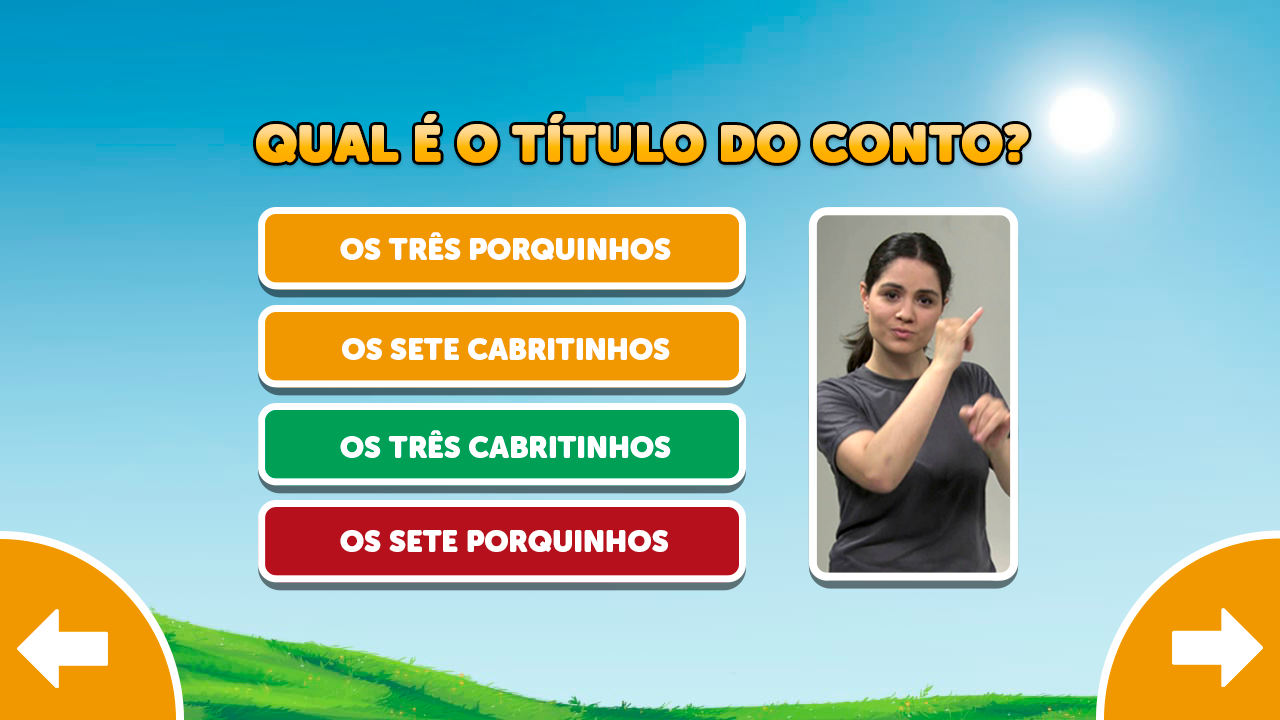 QUAL É O TÍTULO DO CONTO?
OS TRÊS PORQUINHOS
OS SETE CABRITINHOS
OS TRÊS CABRITINHOS
OS SETE PORQUINHOS